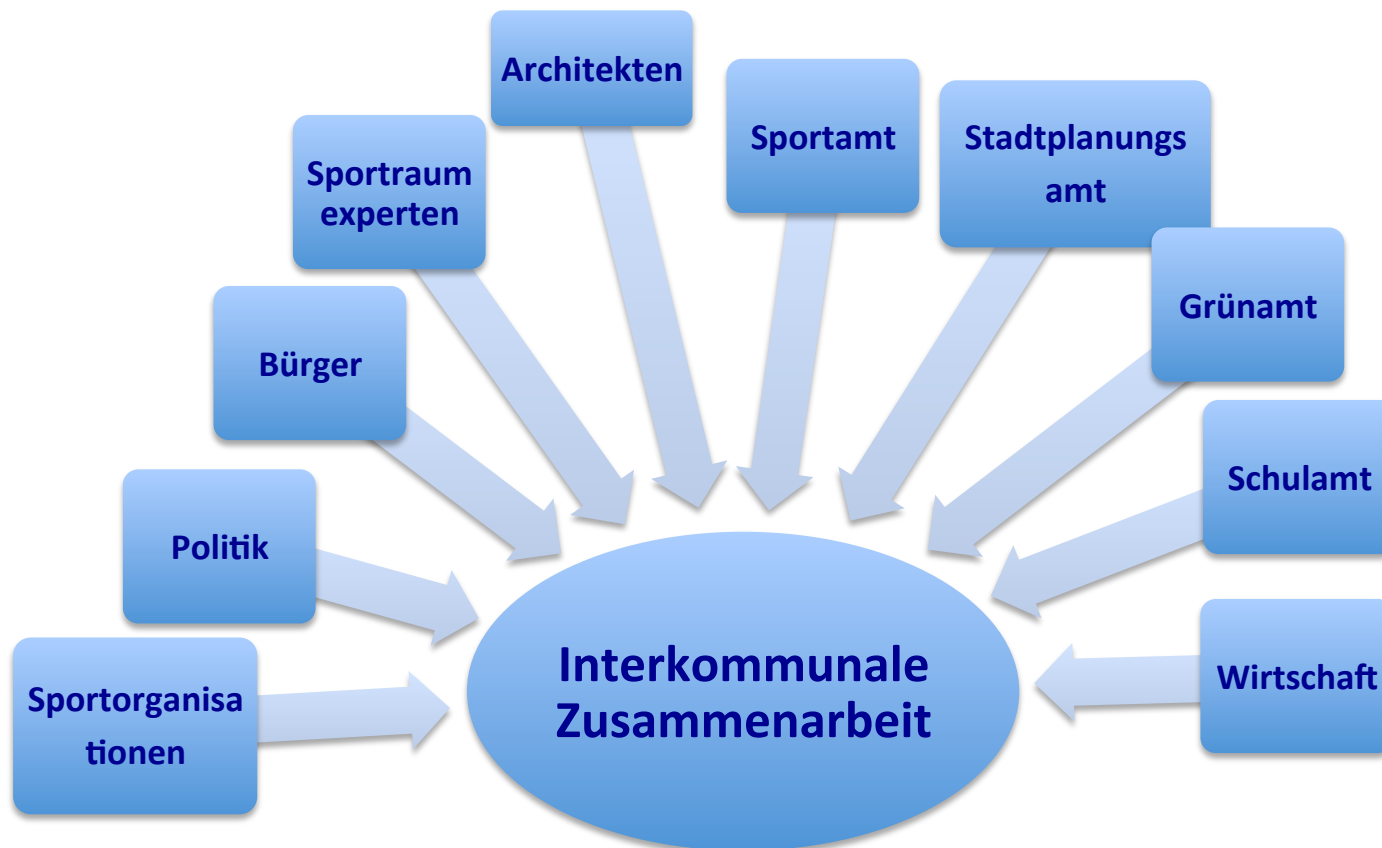 Architekten
Sportamt
Stadtplanungs
amt
Sportraum
experten
Grünamt
Bürger
Schulamt
Politik
Wirtschaft
Sportorganisa
tionen
Interkommunale
Zusammenarbeit